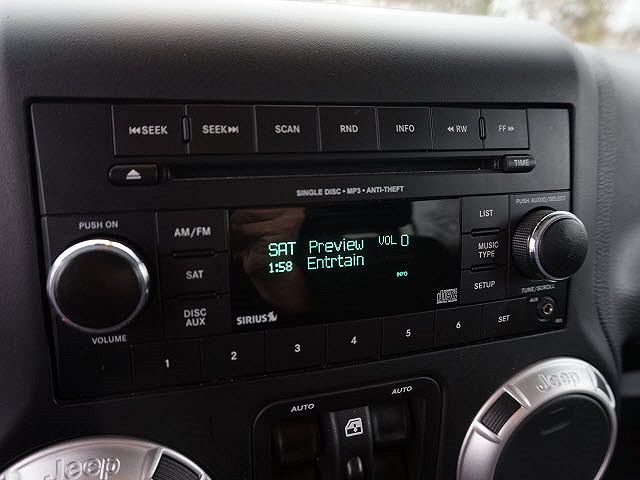 SEEK
SEEK
SCAN
RND
INFO
RW
FF
TIME
SINGLE DISC • MP3 • ANTI-THEFT
PUSH ON
AM/FM
SAT
DISC AUX
VOLUME
SAT Preview VOL 0
1:58 Entrtain
INFO
SIRIUS
LIST
MUSIC TYPE
SETUP
PUSH AUDIO/SELECT
TUNE/SCROLL
AUX
1 2 3 4 5 6 SET
AUTO AUTO
Jeep
Jeep